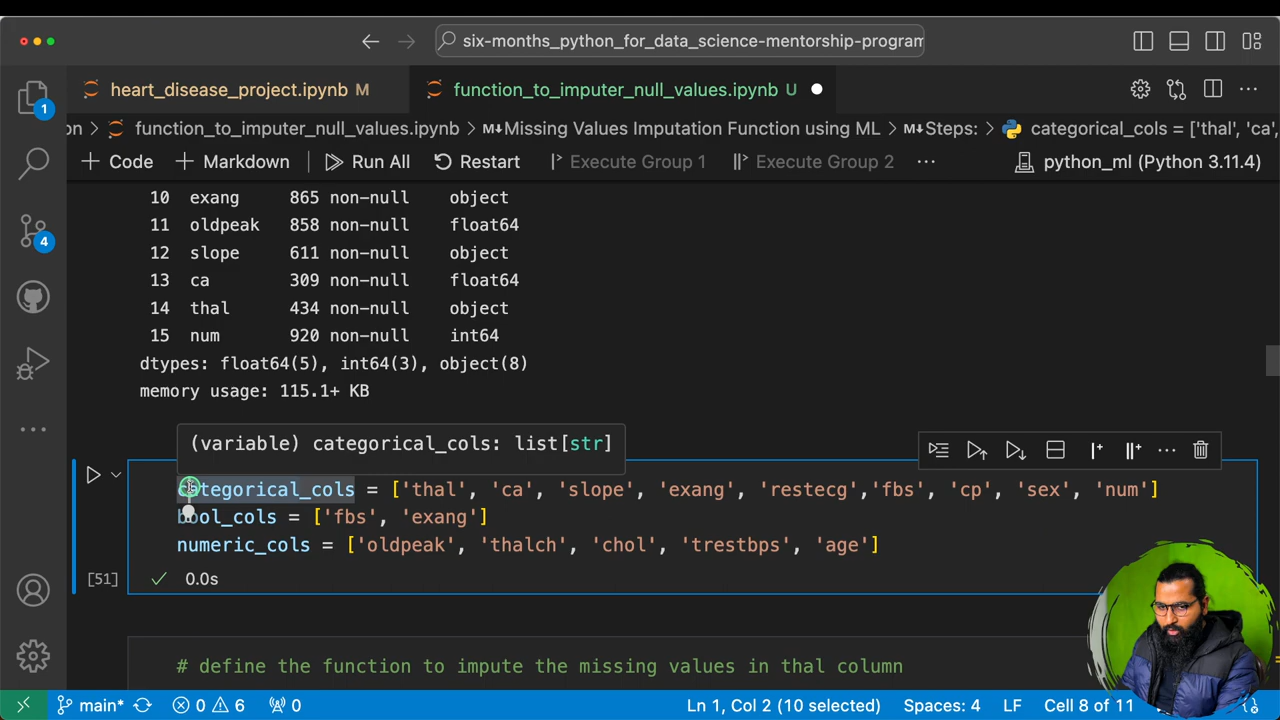 six-months_python_for_data_science-mentorship-program
heart_disease_project.ipynb M
function_to_imputer_null_values.ipynb U
on > function_to_imputer_null_values.ipynb > M↓Missing Values Imputation Function using ML > M↓Steps: > categorical_cols = ['thal', 'ca',
1
+ Code + Markdown | Run All Restart Execute Group 1 Execute Group 2 ··· python_ml (Python 3.11.4)
10 exang 865 non-null object
11 oldpeak 858 non-null float64
4
12 slope 611 non-null object
13 ca 309 non-null float64
14 thal 434 non-null object
15 num 920 non-null int64
dtypes: float64(5), int64(3), object(8)
memory usage: 115.1+ KB
(variable) categorical_cols: list[str]
categorical_cols = ['thal', 'ca', 'slope', 'exang', 'restecg','fbs', 'cp', 'sex', 'num']
bool_cols = ['fbs', 'exang']
numeric_cols = ['oldpeak', 'thalch', 'chol', 'trestbps', 'age']
[51] ✓ 0.0s
# define the function to impute the missing values in thal column
main* 0 6 0 Ln 1, Col 2 (10 selected) Spaces: 4 LF Cell 8 of 11